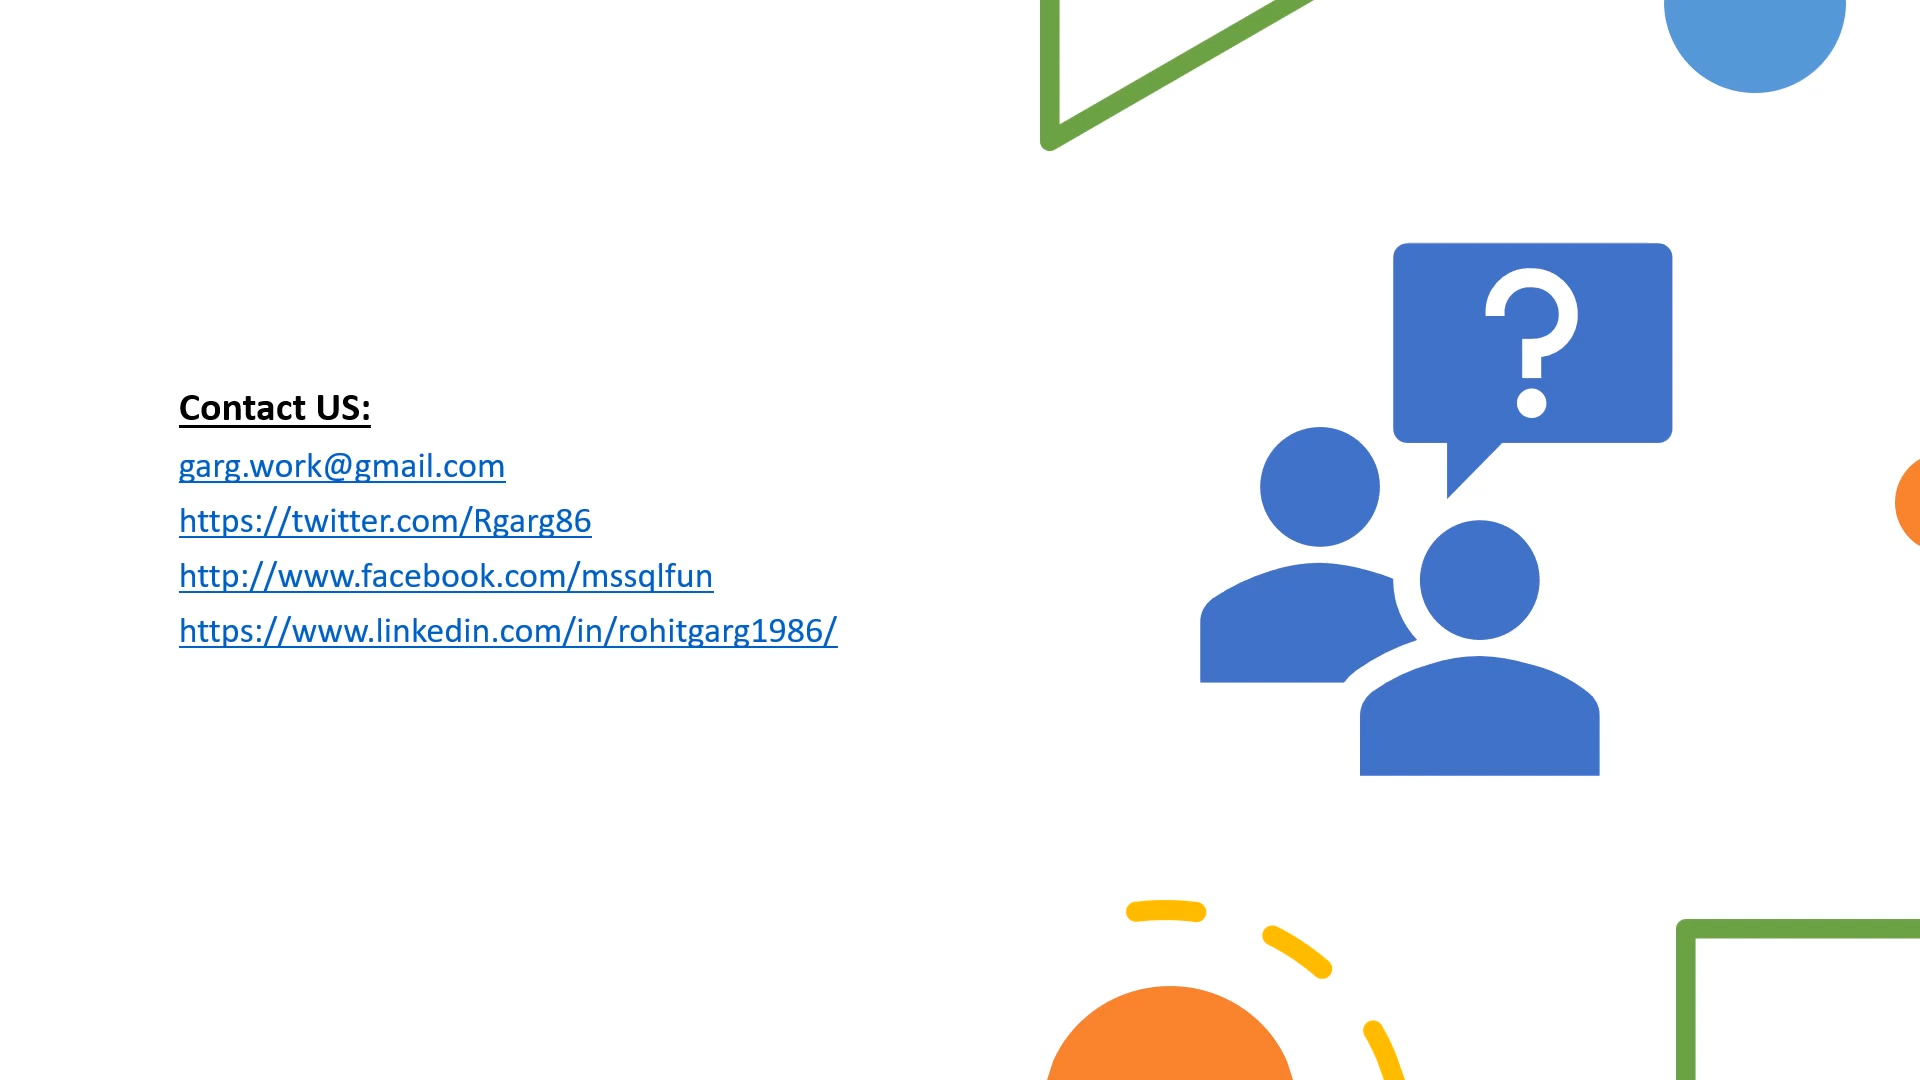 Contact US:
garg.work@gmail.com
https://twitter.com/Rgarg86
http://www.facebook.com/mssqlfun
https://www.linkedin.com/in/rohitgarg1986/
?